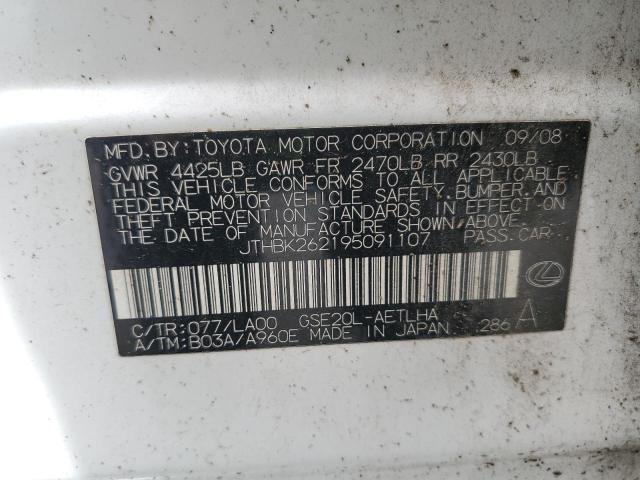 MFD.BY:TOYOTA MOTOR CORPORATION 09/08
GVWR 4425LB GAWR FR 2470LB RR 2430LB
THIS VEHICLE CONFORMS TO ALL APPLICABLE
FEDERAL MOTOR VEHICLE SAFETY, BUMPER, AND
THEFT PREVENTION STANDARDS IN EFFECT ON
THE DATE OF MANUFACTURE SHOWN ABOVE.
JTHBK262195091107 PASS.CAR
C/TR:077/LA00 GSE20L-AETLHA
A/TM:B03A/A960E MADE IN JAPAN 286 A